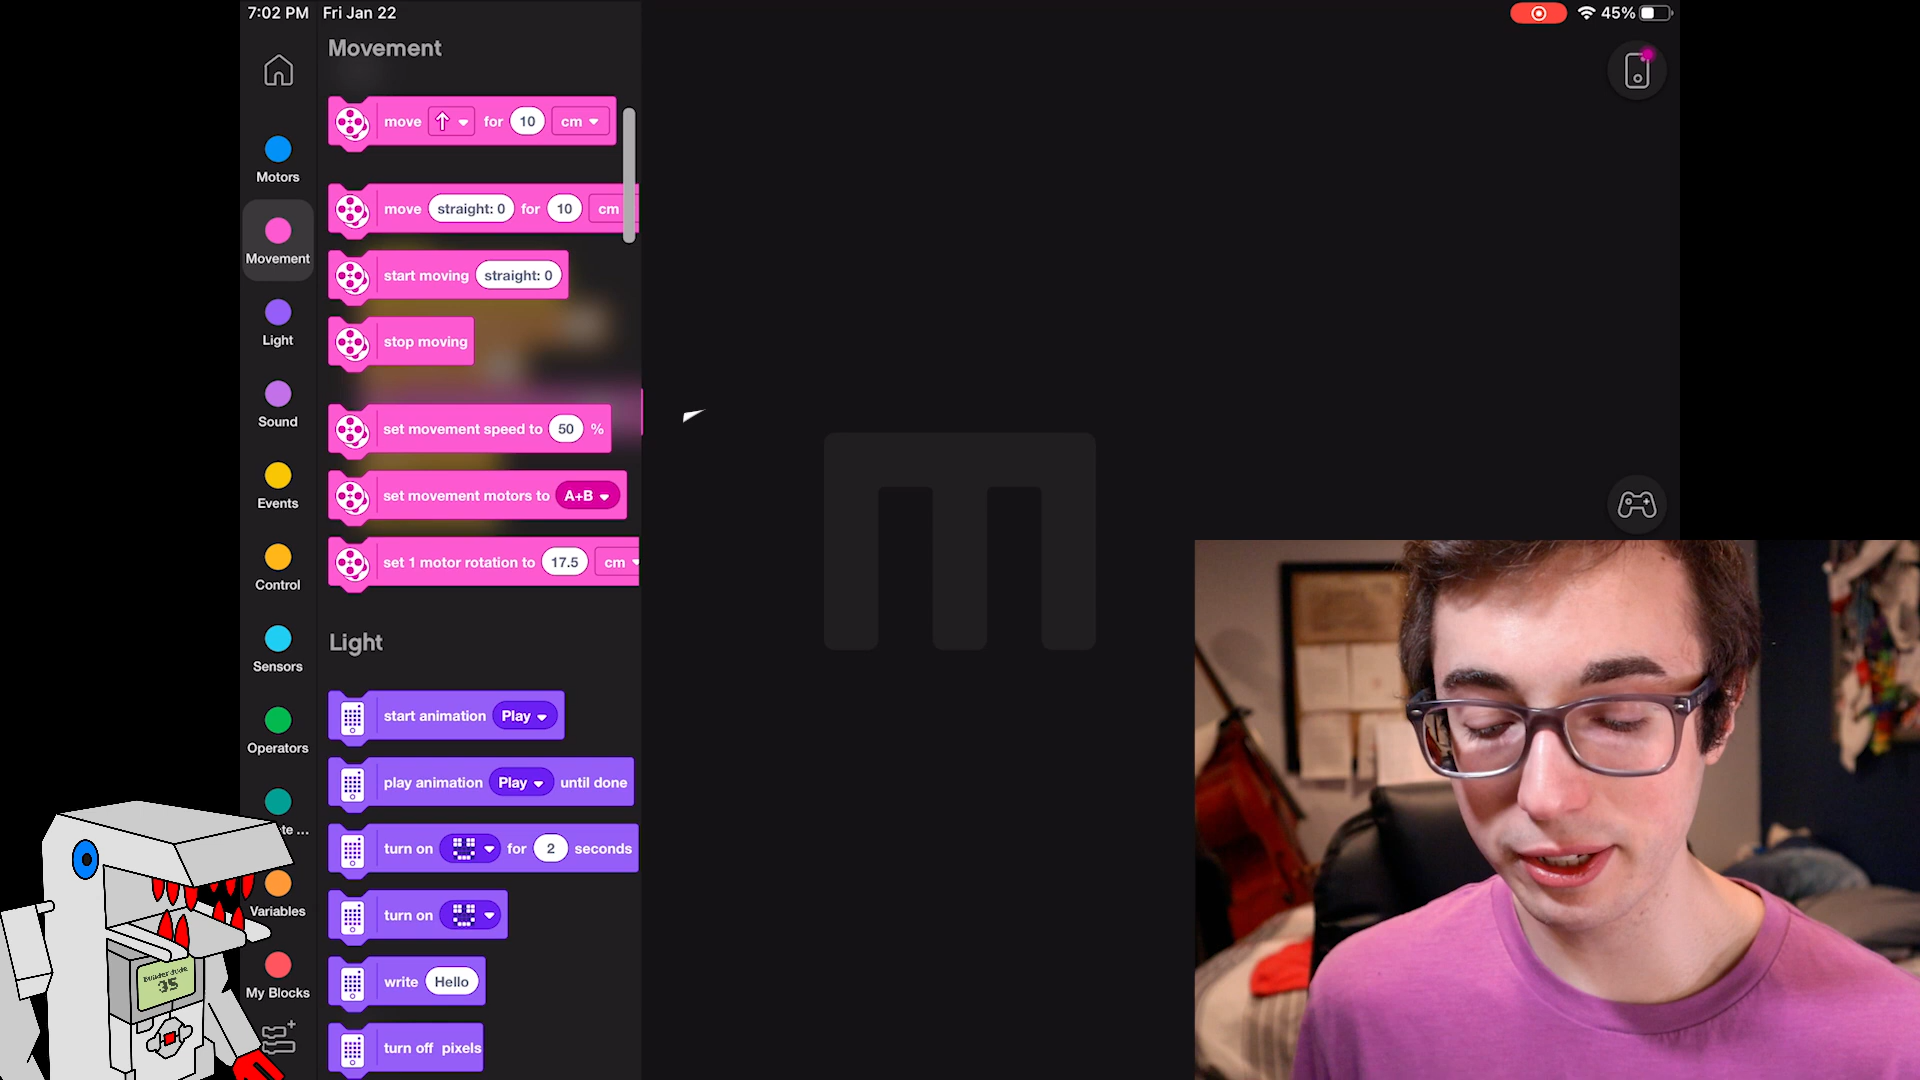 7:02 PM Fri Jan 22
45%
Movement
move for 10 cm
move straight: 0 for 10 cm
start moving straight: 0
stop moving
set movement speed to 50 %
set movement motors to A+B
set 1 motor rotation to 17.5 cm
Light
start animation Play
play animation Play until done
turn on for 2 seconds
turn on
write Hello
turn off pixels
Motors
Movement
Light
Sound
Events
Control
Sensors
Operators
Variables
My Blocks
Builderdude
35